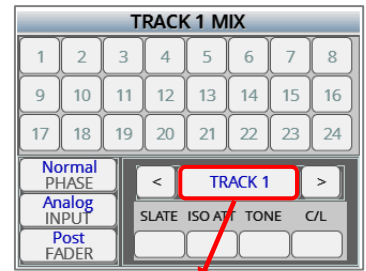 TRACK 1 MIX
1 2 3 4 5 6 7 8
9 10 11 12 13 14 15 16
17 18 19 20 21 22 23 24
Normal
PHASE
< TRACK 1 >
Analog
INPUT
SLATE ISO ATT TONE C/L
Post
FADER